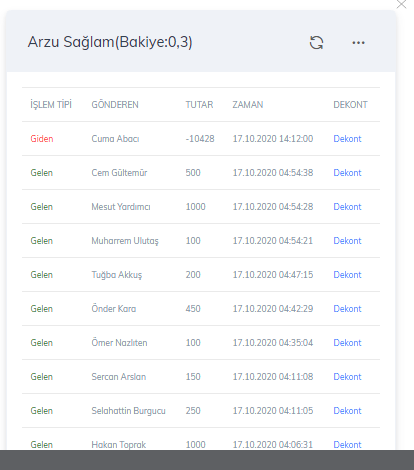 Arzu Sağlam(Bakiye:0,3)
İŞLEM TİPİ GÖNDEREN TUTAR ZAMAN DEKONT
Giden Cuma Abacı -10428 17.10.2020 14:12:00 Dekont
Gelen Cem Gültemür 500 17.10.2020 04:54:38 Dekont
Gelen Mesut Yardımcı 1000 17.10.2020 04:54:28 Dekont
Gelen Muharrem Ulutaş 100 17.10.2020 04:54:21 Dekont
Gelen Tuğba Akkuş 200 17.10.2020 04:47:15 Dekont
Gelen Önder Kara 450 17.10.2020 04:42:29 Dekont
Gelen Ömer Nazlıten 100 17.10.2020 04:35:04 Dekont
Gelen Sercan Arslan 150 17.10.2020 04:11:08 Dekont
Gelen Selahattin Burgucu 250 17.10.2020 04:11:05 Dekont
Gelen Hakan Toprak 1000 17.10.2020 04:06:31 Dekont